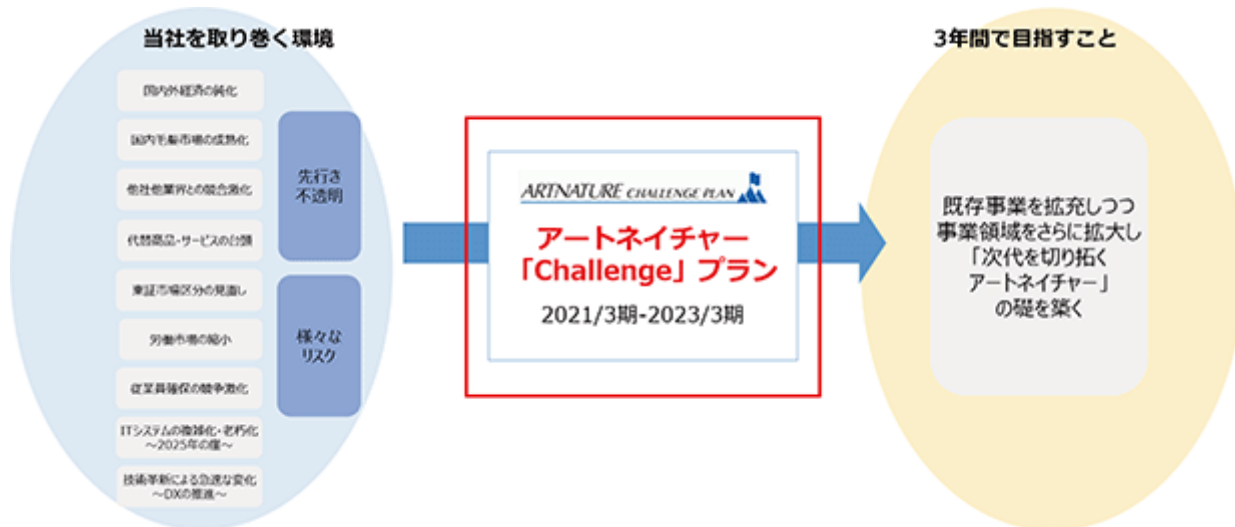 当社を取り巻く環境
国内外経済の鈍化
国内毛髪市場の成熟化
他社他業界との競合激化
代替商品・サービスの台頭
東証市場区分の見直し
労働市場の縮小
従業員確保の競争激化
ITシステムの複雑化・老朽化
～2025年の崖～
技術革新による急速な変化
～DXの推進～
先行き
不透明
様々な
リスク
ARTNATURE CHALLENGE PLAN
アートネイチャー
「Challenge」プラン
2021/3期-2023/3期
3年間で目指すこと
既存事業を拡充しつつ
事業領域をさらに拡大し
「次代を切り拓く
アートネイチャー」
の礎を築く